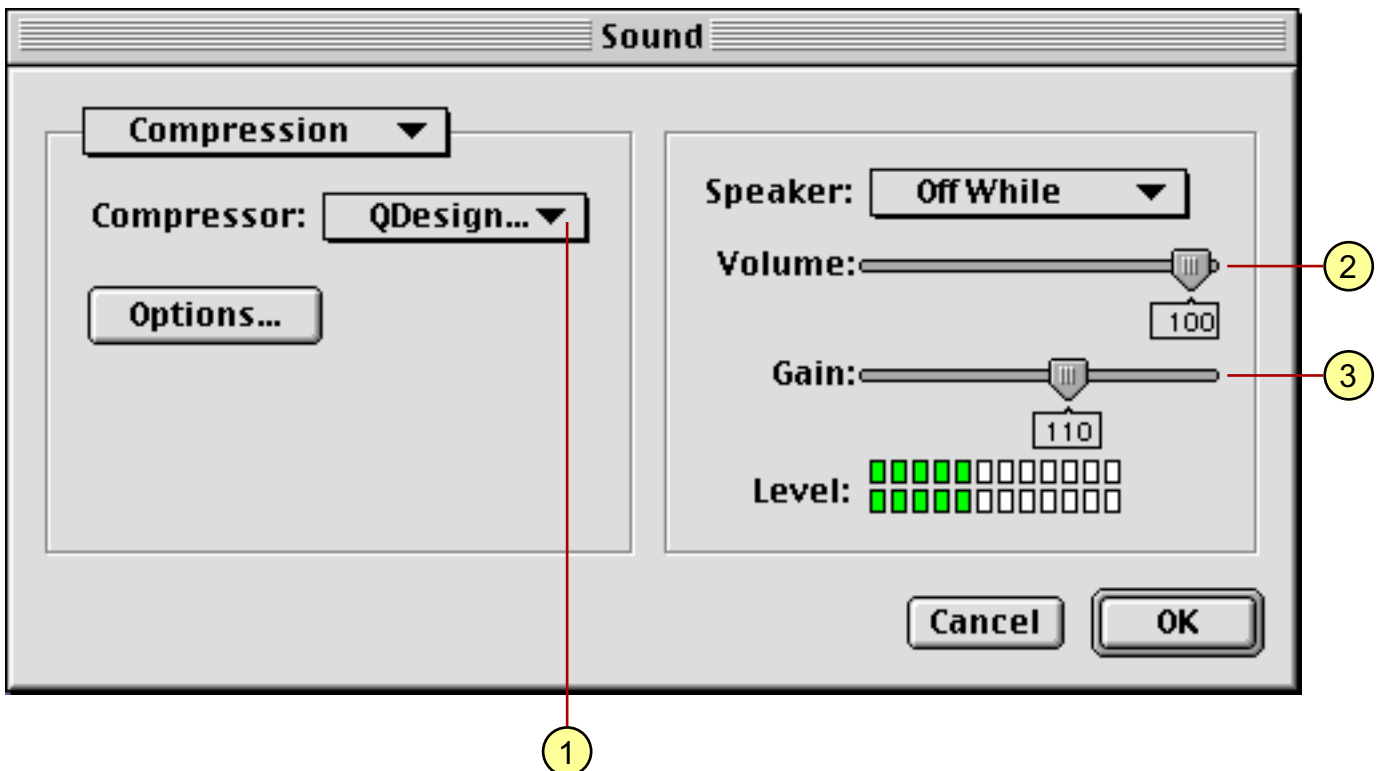 Sound
Compression
Compressor: QDesign...
Options...
Speaker: Off While
Volume:
100
Gain:
110
Level:
Cancel OK
1
2
3